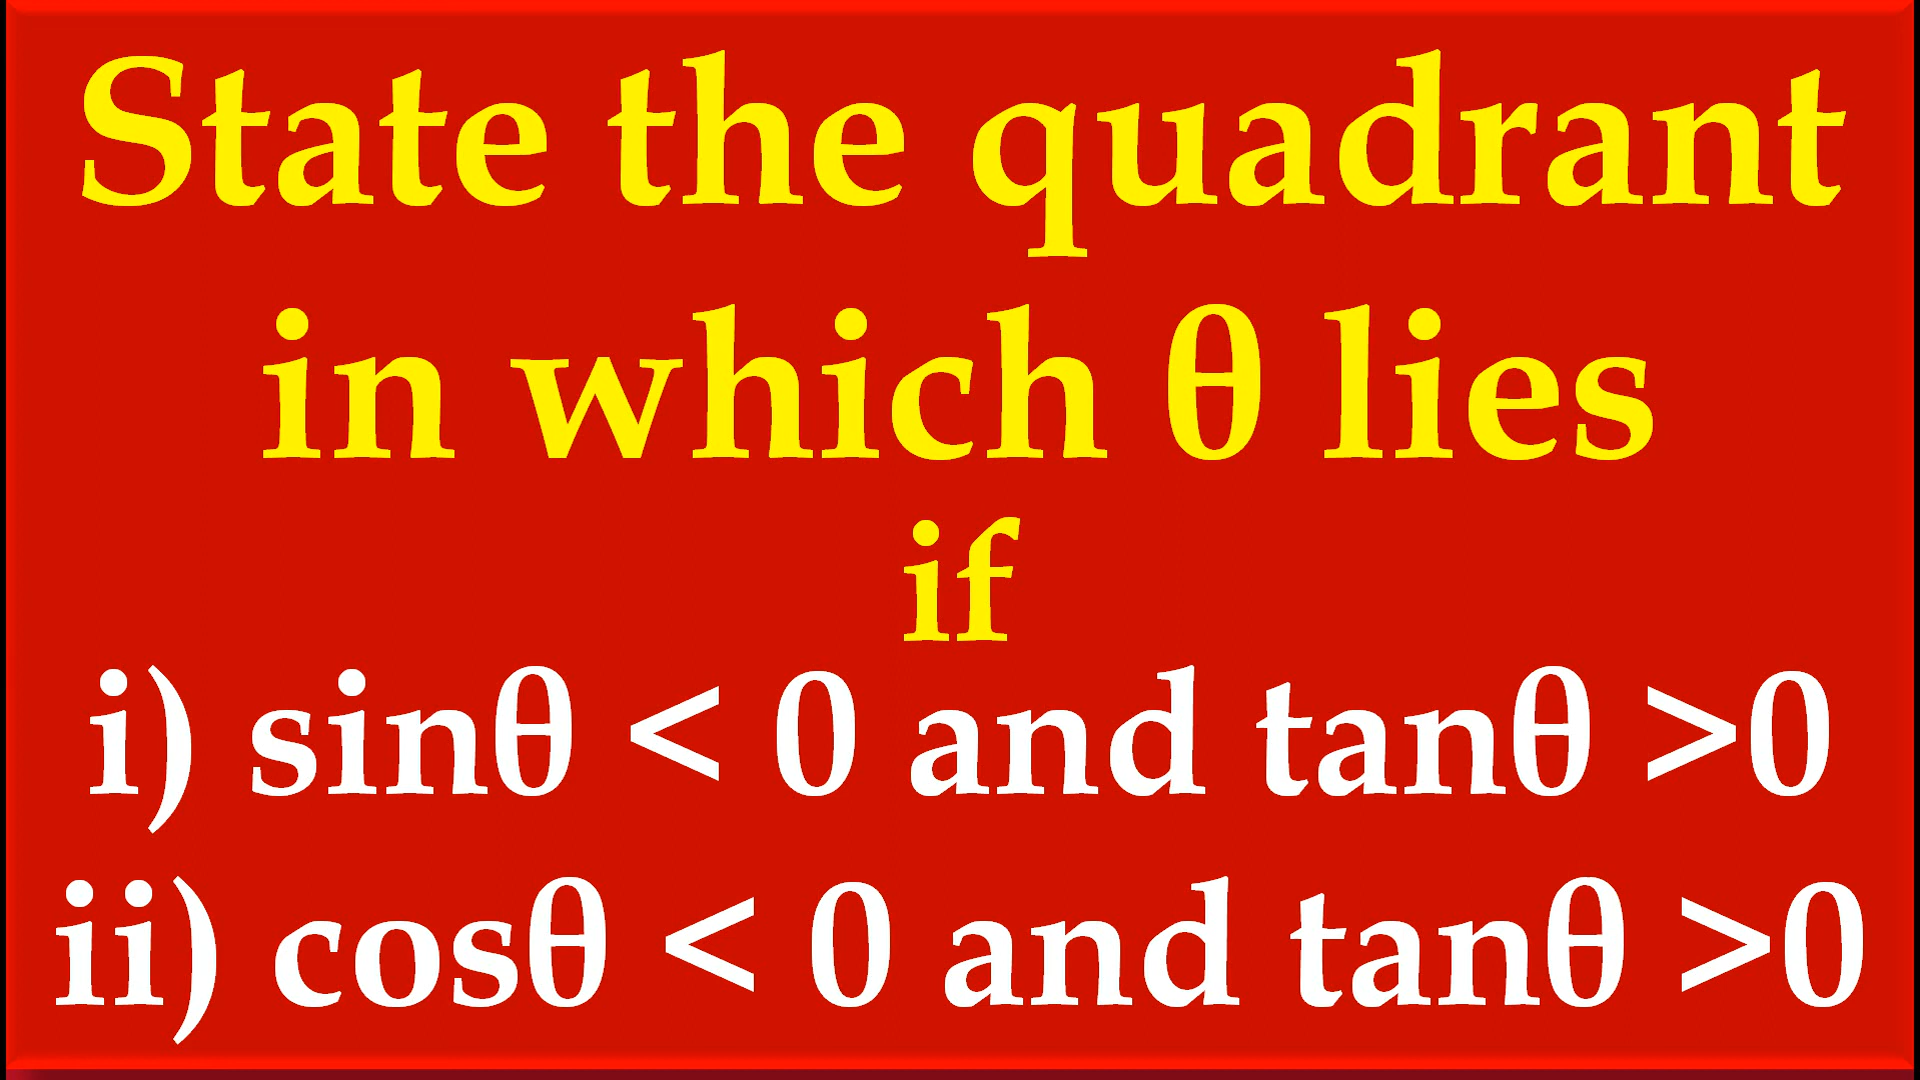 State the quadrant
in which θ lies
if
i) sinθ < 0 and tanθ >0
ii) cosθ < 0 and tanθ >0